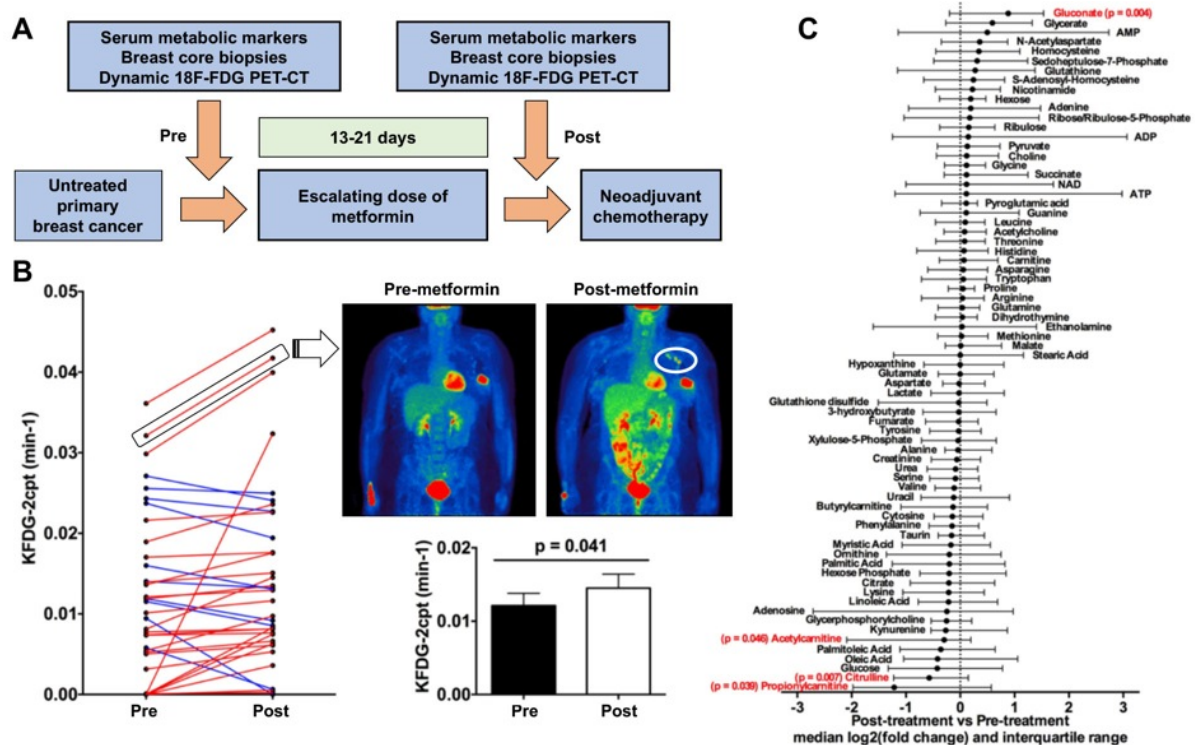 A
Serum metabolic markers
Breast core biopsies
Dynamic 18F-FDG PET-CT
Serum metabolic markers
Breast core biopsies
Dynamic 18F-FDG PET-CT
Pre
13-21 days
Post
Untreated
primary
breast cancer
Escalating dose of
metformin
Neoadjuvant
chemotherapy
B
KFDG-2cpt (min-1)
0.05
0.04
0.03
0.02
0.01
0.00
Pre
Post
Pre-metformin
Post-metformin
p = 0.041
KFDG-2cpt (min-1)
0.02
0.01
0.00
Pre
Post
C
Gluconate (p = 0.004)
Glycerate
AMP
N-Acetylaspartate
Homocysteine
Sedoheptulose-7-Phosphate
Glutathione
S-Adenosyl-Homocysteine
Nicotinamide
Hexose
Adenine
Ribose/Ribulose-5-Phosphate
Ribulose
ADP
Pyruvate
Choline
Glycine
Succinate
NAD
ATP
Pyroglutamic acid
Guanine
Leucine
Acetylcholine
Threonine
Histidine
Carnitine
Asparagine
Tryptophan
Proline
Arginine
Glutamine
Dihydrothymine
Ethanolamine
Methionine
Malate
Stearic Acid
Hypoxanthine
Glutamate
Aspartate
Lactate
Glutathione disulfide
3-hydroxybutyrate
Fumarate
Tyrosine
Xylulose-5-Phosphate
Alanine
Creatinine
Urea
Serine
Valine
Uracil
Butyrylcarnitine
Cytosine
Phenylalanine
Taurin
Myristic Acid
Ornithine
Palmitic Acid
Hexose Phosphate
Citrate
Lysine
Linoleic Acid
Adenosine
Glycerphosphorylcholine
Kynurenine
(p = 0.046) Acetylcarnitine
Palmitoleic Acid
Oleic Acid
Glucose
(p = 0.007) Citrulline
(p = 0.039) Propionylcarnitine
-3 -2 -1 0 1 2 3
Post-treatment vs Pre-treatment
median log2(fold change) and interquartile range